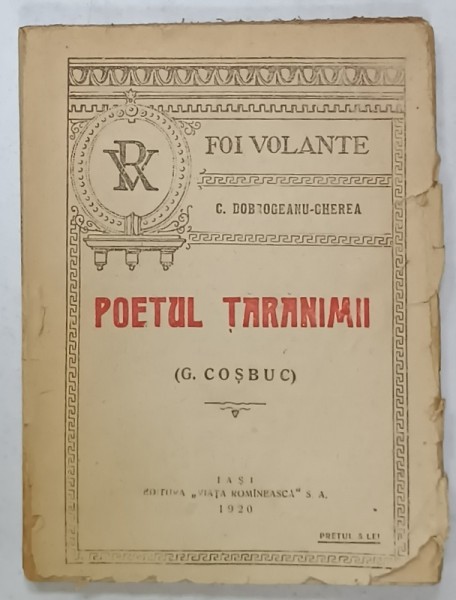 VR
FOI VOLANTE
C. DOBROGEANU-GHEREA
POETUL ȚARANIMII
(G. COȘBUC)
IAȘI
EDITURA „VIAȚA ROMÎNEASCĂ” S. A.
1920
PREȚUL 5 LEI